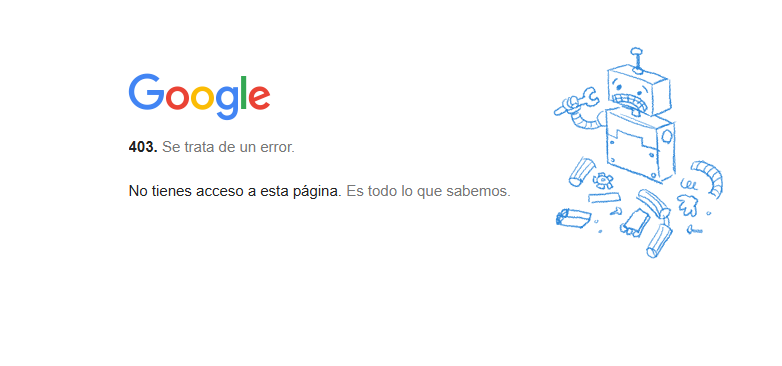 Google
403. Se trata de un error.
No tienes acceso a esta página. Es todo lo que sabemos.